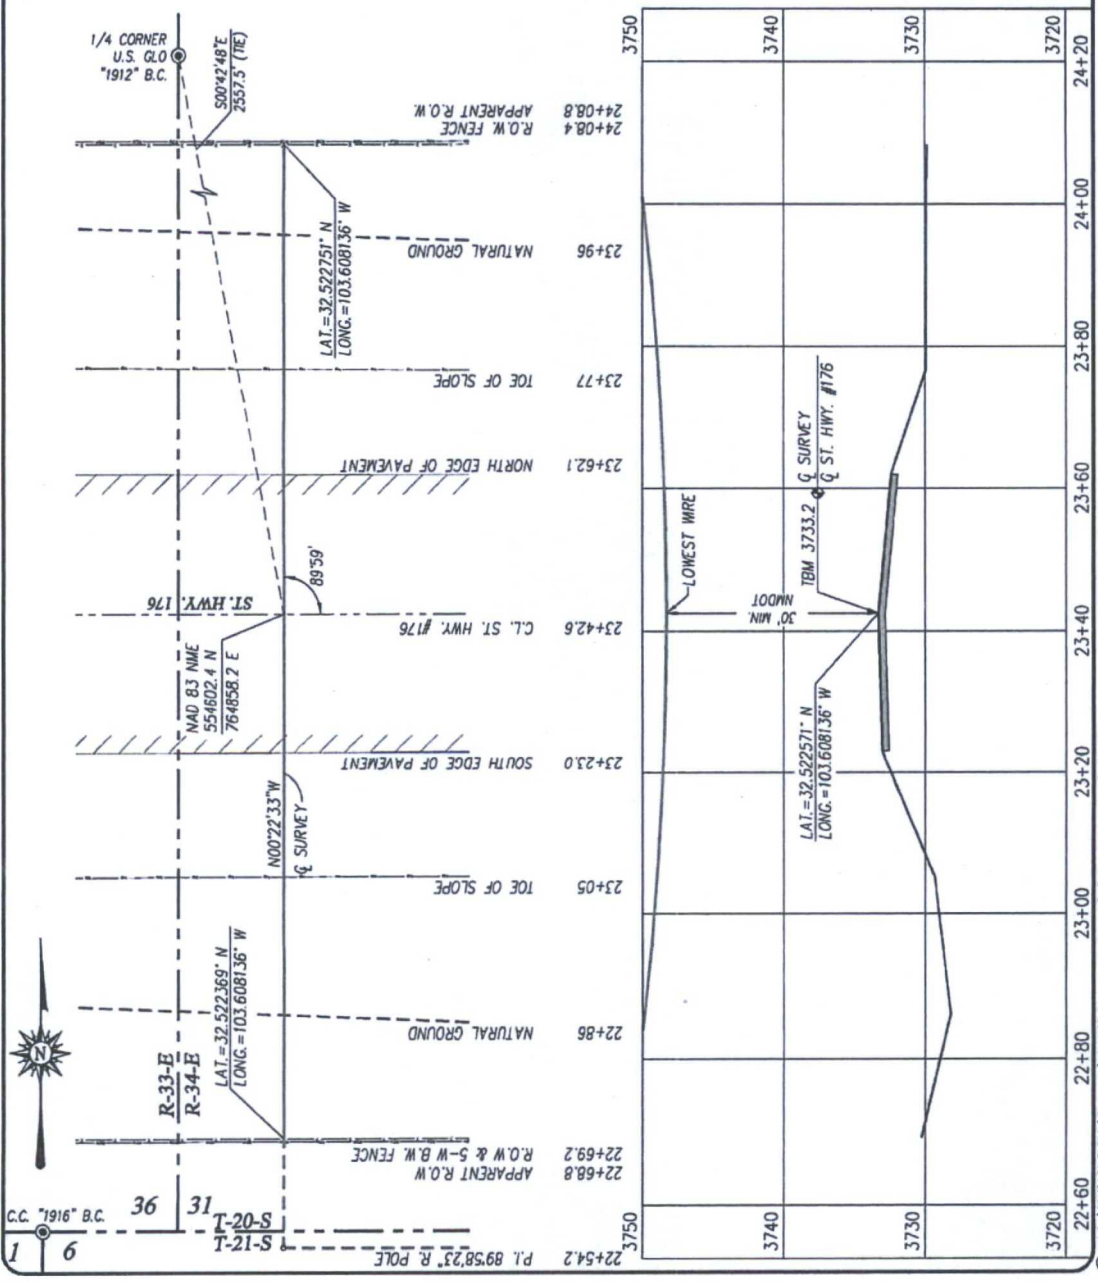 1/4 CORNER
U.S. GLO
"1912" B.C.
S00°42'48"E
2557.5' (TIE)
24+08.8 APPARENT R.O.W.
24+08.4 R.O.W. FENCE
LAT.=32.522751° N
LONG.=103.608136° W
23+96 NATURAL GROUND
23+77 TOE OF SLOPE
23+62.1 NORTH EDGE OF PAVEMENT
89°59'
ST. HWY. 176
23+42.6 C.L. ST. HWY. #176
NAD 83 NME
554602.4 N
764858.2 E
23+23.0 SOUTH EDGE OF PAVEMENT
N00°22'33"W
℄ SURVEY
23+05 TOE OF SLOPE
N
R-33-E
R-34-E
LAT.=32.522369° N
LONG.=103.608136° W
22+86 NATURAL GROUND
22+69.2 R.O.W & 5-W B.W. FENCE
22+68.8 APPARENT R.O.W
C.C. "1916" B.C.
36 31
T-20-S
T-21-S
1 6
22+54.2 P.I. 89°58'23" R. POLE
3750 3740 3730 3720
LOWEST WIRE
30' MIN.
NMDOT
TBM 3733.2
℄ SURVEY
℄ ST. HWY. #176
LAT.=32.522571° N
LONG.=103.608136° W
3750 3740 3730 3720
22+60 22+80 23+00 23+20 23+40 23+60 23+80 24+00 24+20